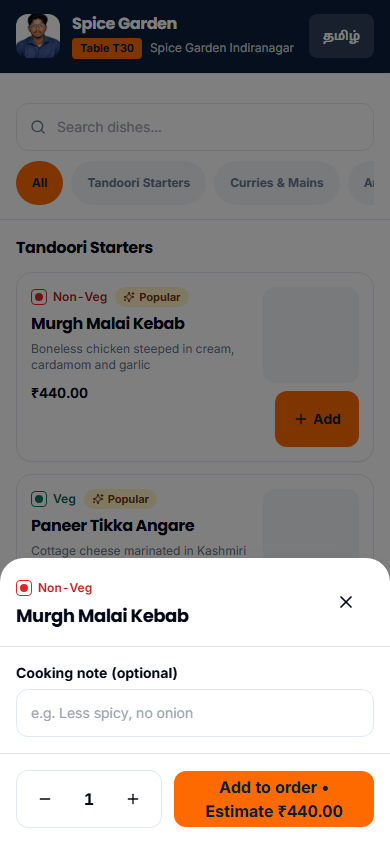 Spice Garden
Table T30 Spice Garden Indiranagar
தமிழ்
Search dishes...
All Tandoori Starters Curries & Mains
Tandoori Starters
Non-Veg Popular
Murgh Malai Kebab
Boneless chicken steeped in cream,
cardamom and garlic
₹440.00
+ Add
Veg Popular
Paneer Tikka Angare
Cottage cheese marinated in Kashmiri
Non-Veg
Murgh Malai Kebab
Cooking note (optional)
e.g. Less spicy, no onion
− 1 +
Add to order •
Estimate ₹440.00